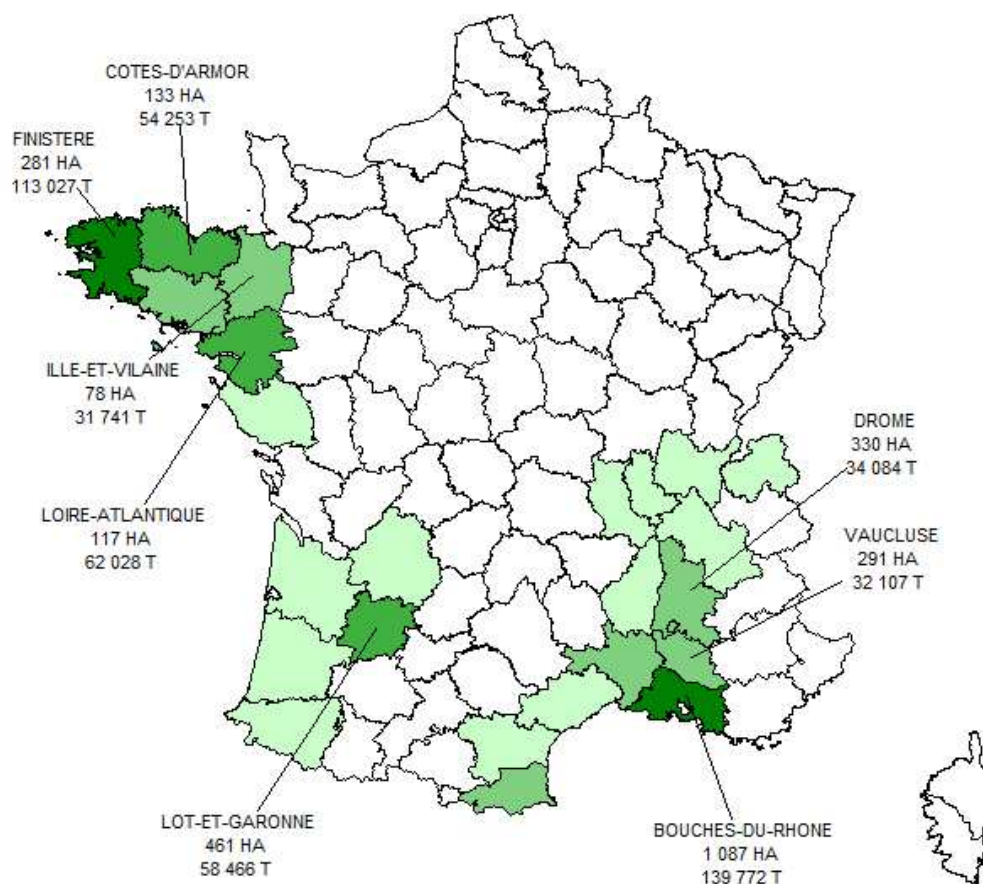 COTES-D'ARMOR
133 HA
54 253 T
FINISTERE
281 HA
113 027 T
ILLE-ET-VILAINE
78 HA
31 741 T
LOIRE-ATLANTIQUE
117 HA
62 028 T
DROME
330 HA
34 084 T
VAUCLUSE
291 HA
32 107 T
LOT-ET-GARONNE
461 HA
58 466 T
BOUCHES-DU-RHONE
1 087 HA
139 772 T